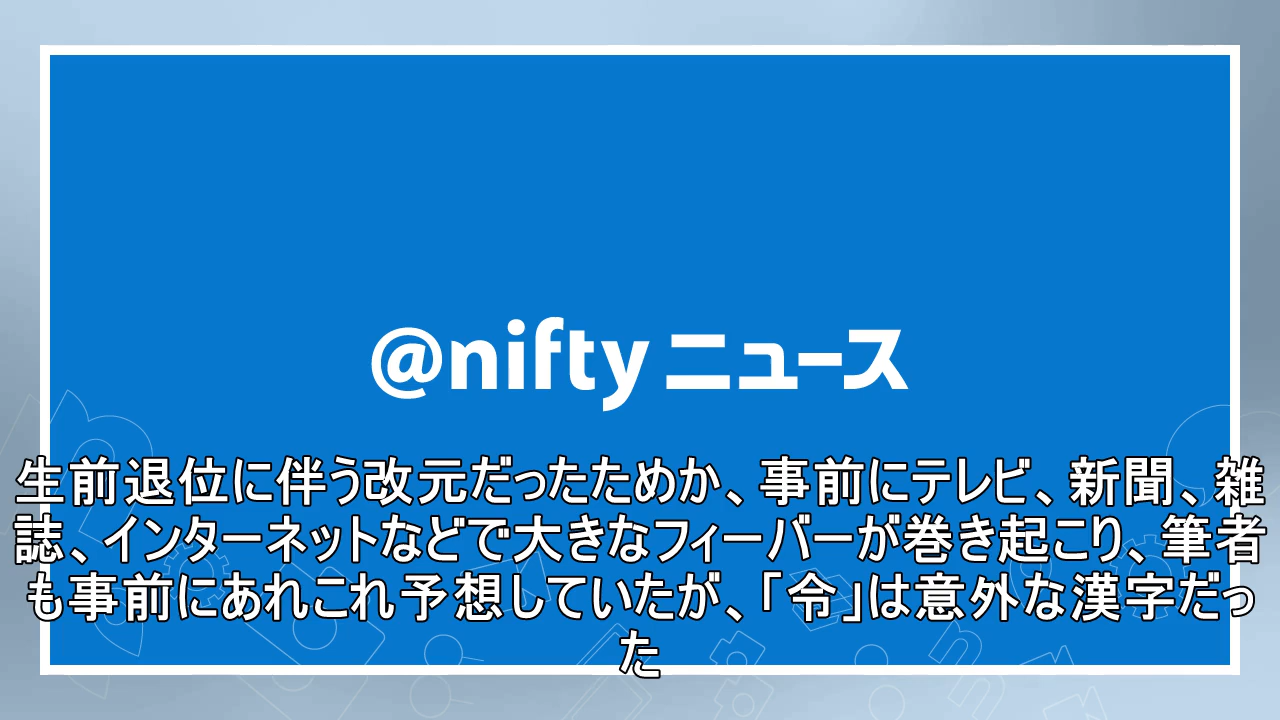 @nifty ニュース
生前退位に伴う改元だったためか、事前にテレビ、新聞、雑
誌、インターネットなどで大きなフィーバーが巻き起こり、筆者
も事前にあれこれ予想していたが、「令」は意外な漢字だっ
た